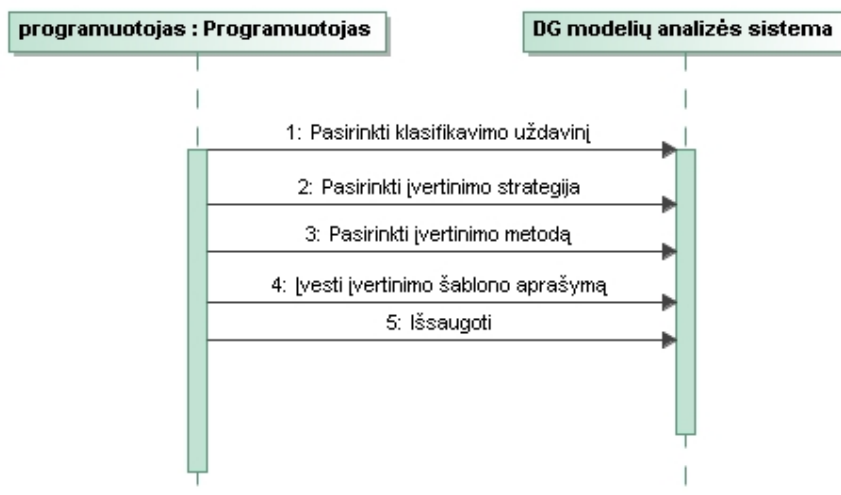 programuotojas : Programuotojas
DG modelių analizės sistema
1: Pasirinkti klasifikavimo uždavinį
2: Pasirinkti įvertinimo strategija
3: Pasirinkti įvertinimo metodą
4: Įvesti įvertinimo šablono aprašymą
5: Išsaugoti